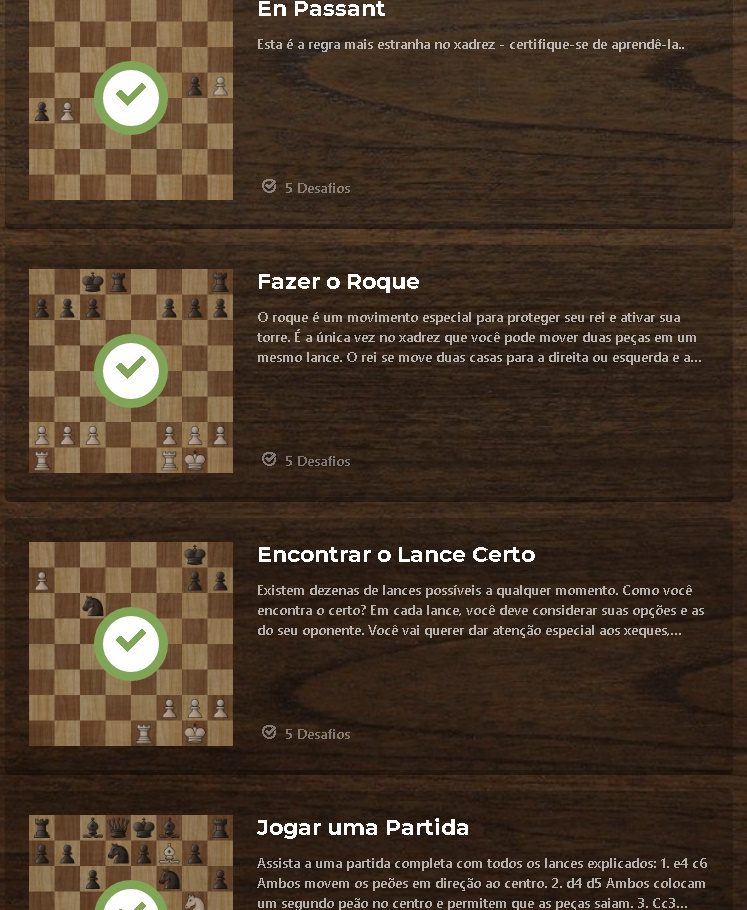 En Passant
Esta é a regra mais estranha no xadrez - certifique-se de aprendê-la..
5 Desafios
Fazer o Roque
O roque é um movimento especial para proteger seu rei e ativar sua
torre. É a única vez no xadrez que você pode mover duas peças em um
mesmo lance. O rei se move duas casas para a direita ou esquerda e a...
5 Desafios
Encontrar o Lance Certo
Existem dezenas de lances possíveis a qualquer momento. Como você
encontra o certo? Em cada lance, você deve considerar suas opções e as
do seu oponente. Você vai querer dar atenção especial aos xeques,...
5 Desafios
Jogar uma Partida
Assista a uma partida completa com todos os lances explicados: 1. e4 c6
Ambos movem os peões em direção ao centro. 2. d4 d5 Ambos colocam
um segundo peão no centro e permitem que as peças saiam. 3. Cc3...